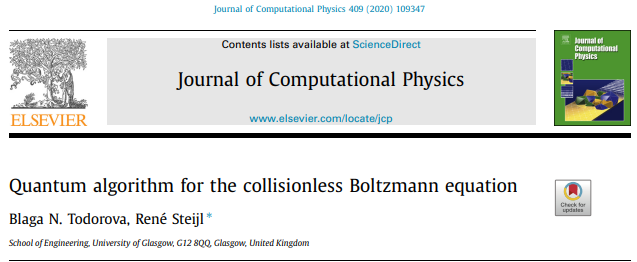 Journal of Computational Physics 409 (2020) 109347
Contents lists available at ScienceDirect
Journal of Computational Physics
www.elsevier.com/locate/jcp
ELSEVIER
Journal of
Computational
Physics
Quantum algorithm for the collisionless Boltzmann equation
Blaga N. Todorova, René Steijl *
Check for
updates
School of Engineering, University of Glasgow, G12 8QQ, Glasgow, United Kingdom